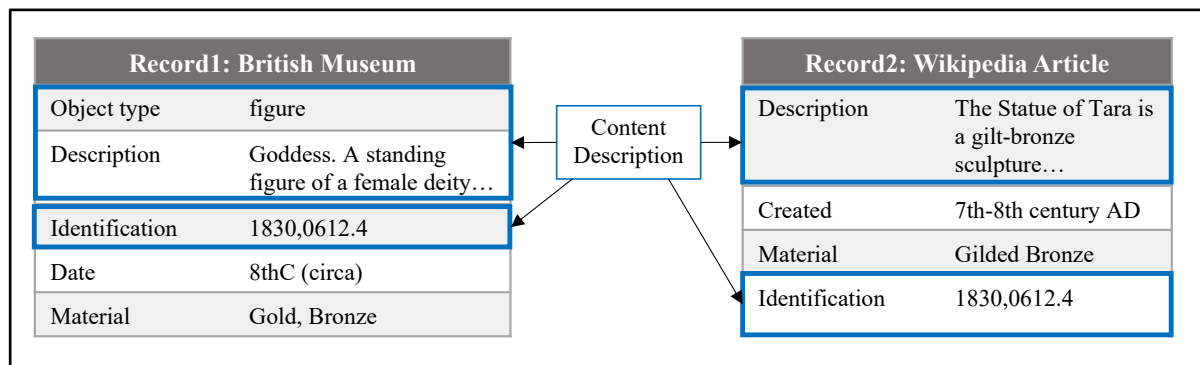 Record1: British Museum
Object type figure
Description Goddess. A standing
figure of a female deity…
Identification 1830,0612.4
Date 8thC (circa)
Material Gold, Bronze
Content
Description
Record2: Wikipedia Article
Description The Statue of Tara is
a gilt-bronze
sculpture…
Created 7th-8th century AD
Material Gilded Bronze
Identification 1830,0612.4